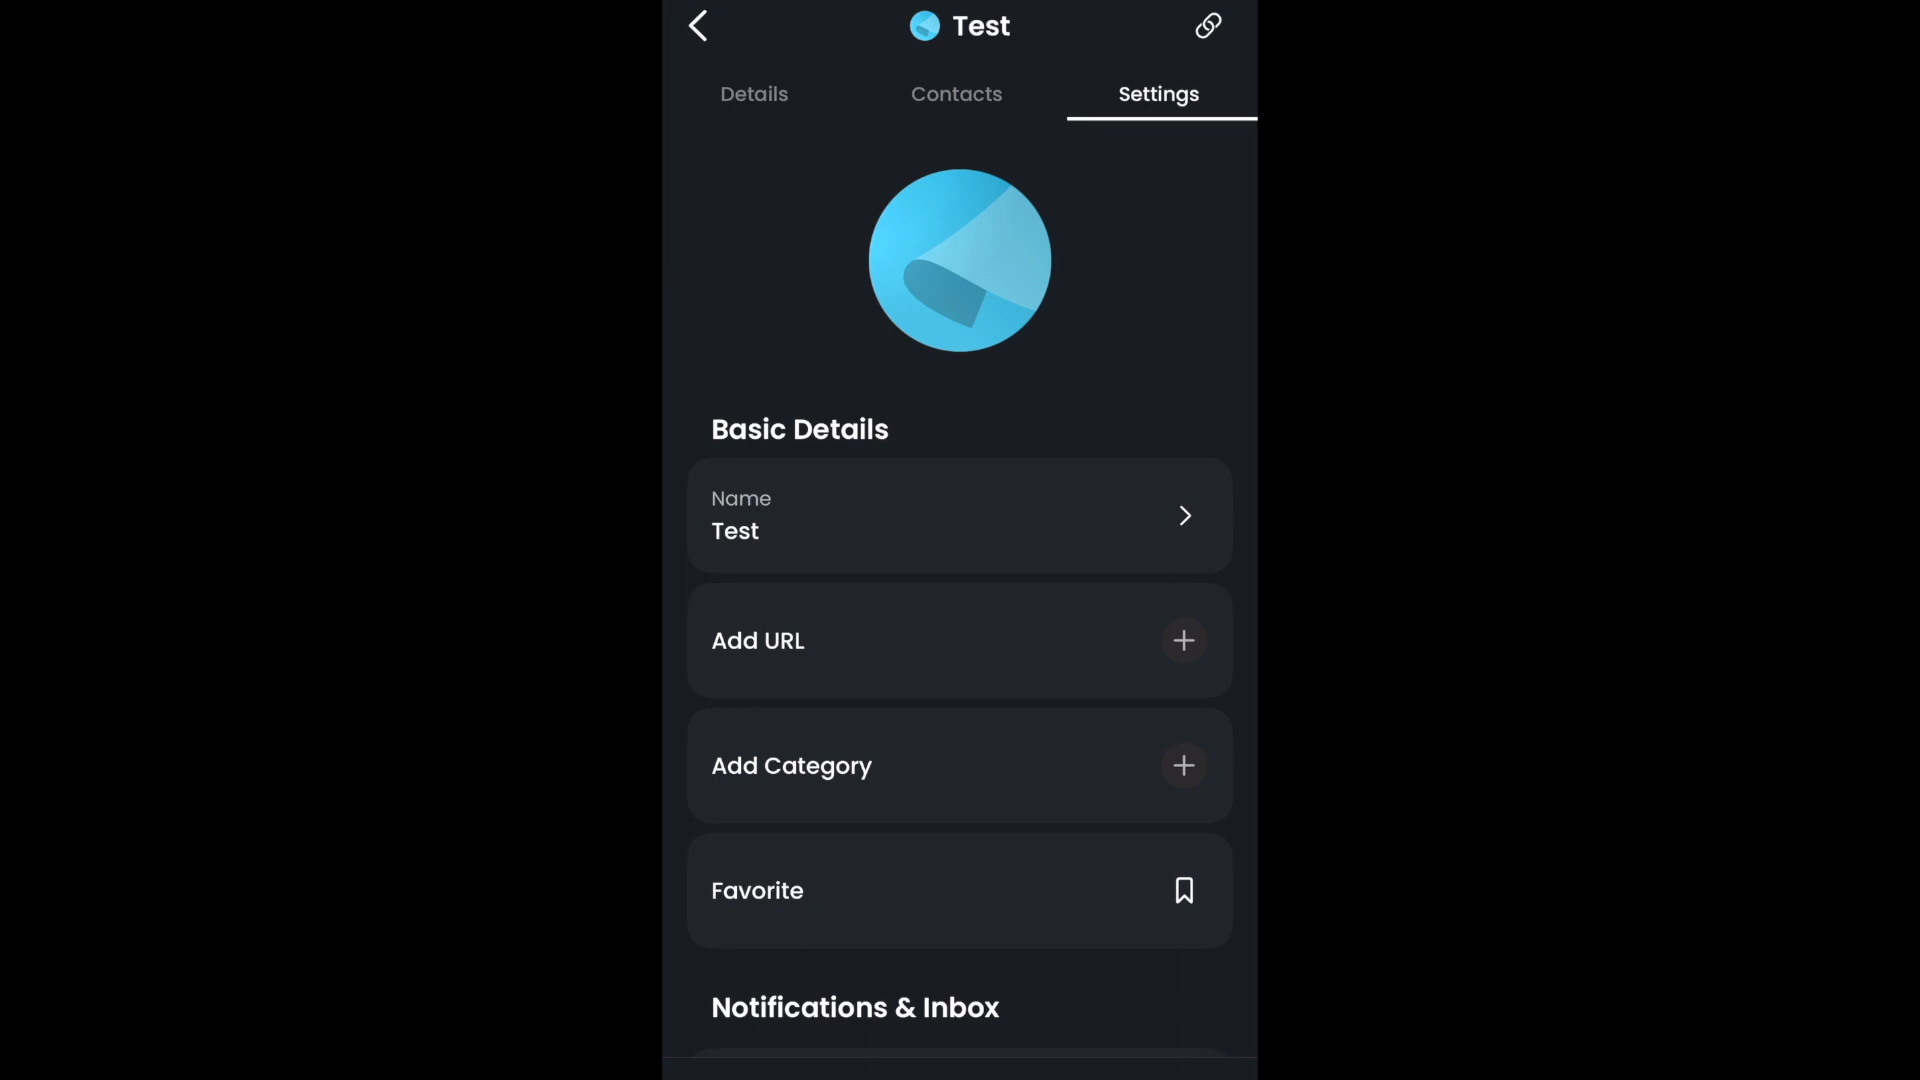 Test
Details Contacts Settings
Basic Details
Name
Test
Add URL
Add Category
Favorite
Notifications & Inbox